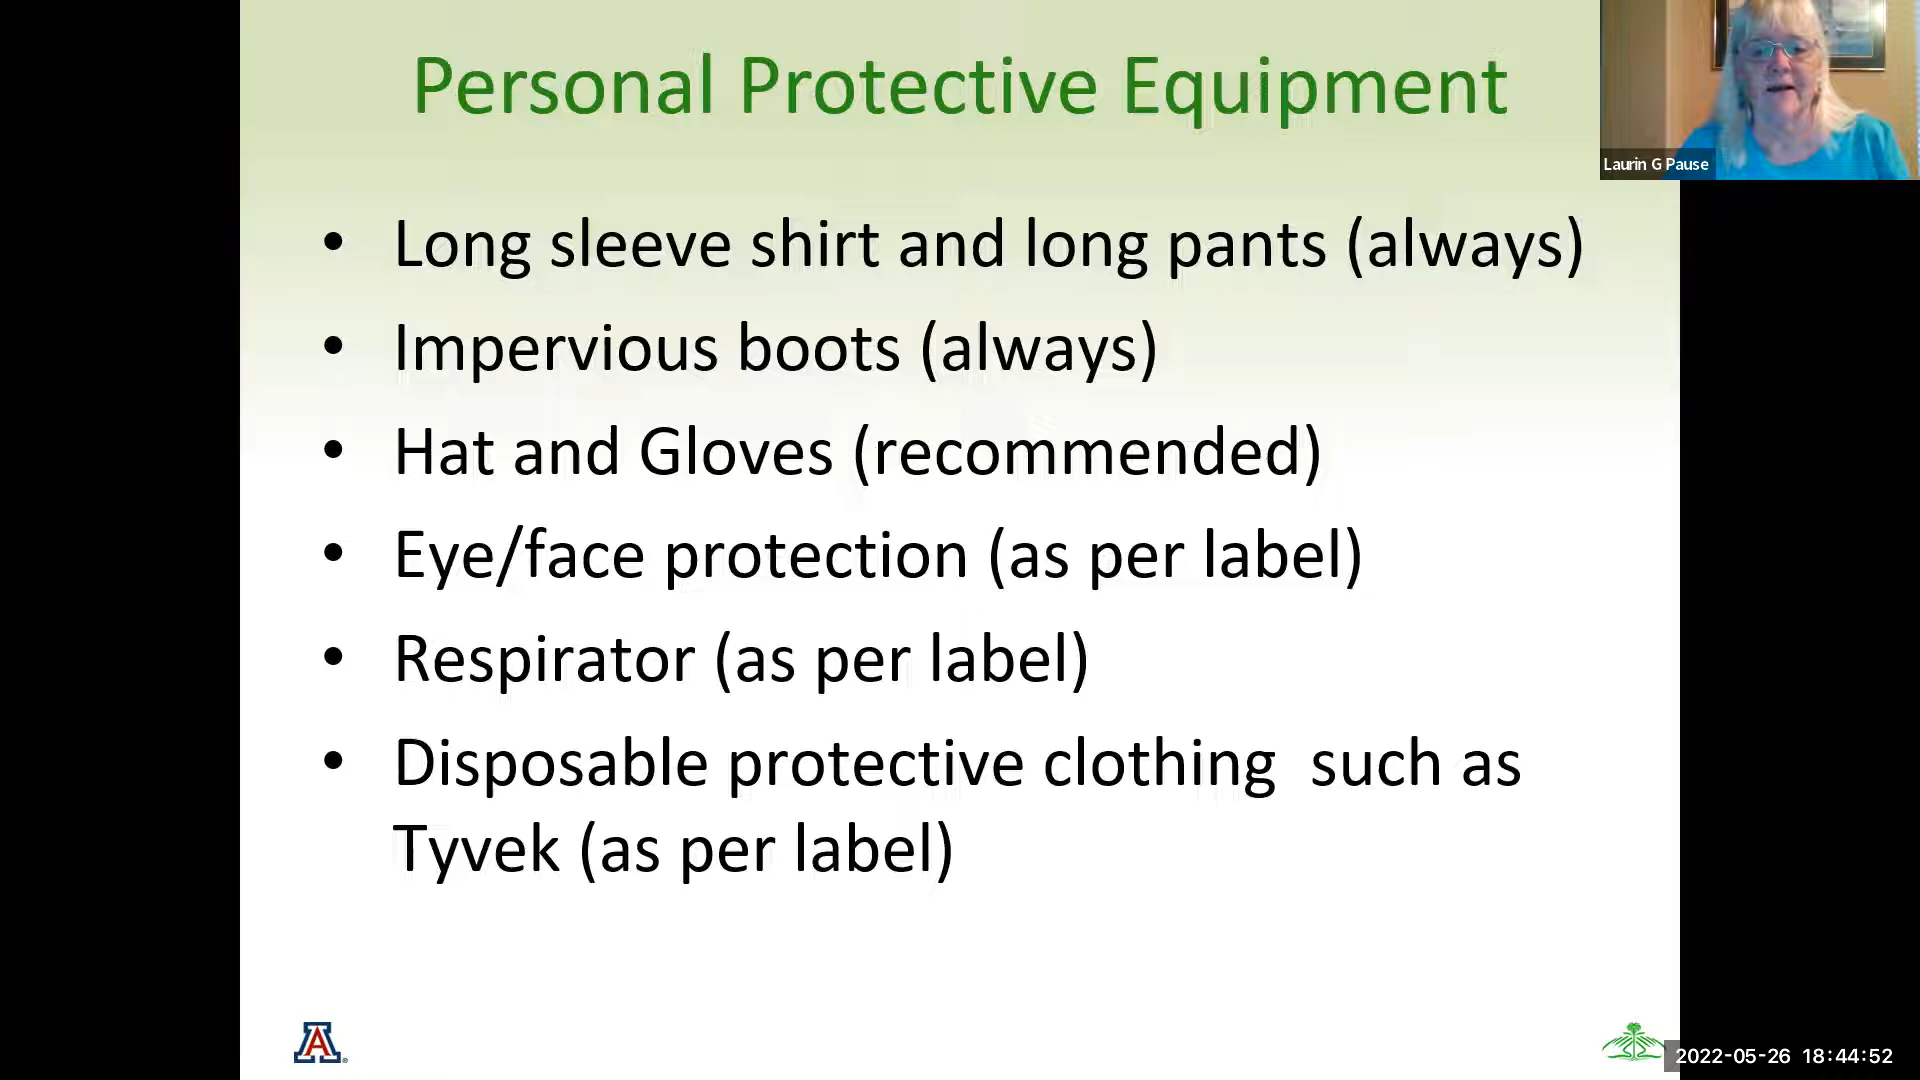 Personal Protective Equipment
Laurin G Pause
• Long sleeve shirt and long pants (always)
• Impervious boots (always)
• Hat and Gloves (recommended)
• Eye/face protection (as per label)
• Respirator (as per label)
• Disposable protective clothing  such as
Tyvek (as per label)
A
2022-05-26 18:44:52